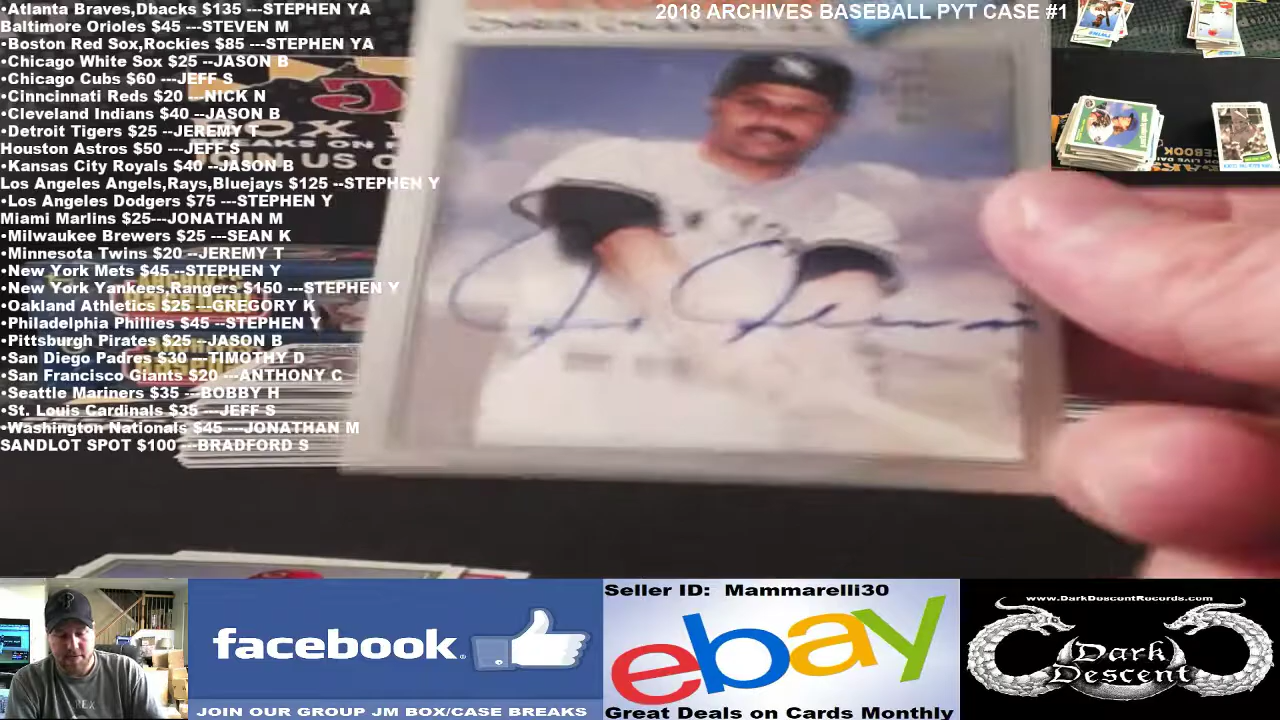 •Atlanta Braves,Dbacks $135 ---STEPHEN YA
Baltimore Orioles $45 ---STEVEN M
•Boston Red Sox,Rockies $85 ---STEPHEN YA
•Chicago White Sox $25 --JASON B
•Chicago Cubs $60 ---JEFF S
•Cinncinnati Reds $20 ---NICK N
•Cleveland Indians $40 --JASON B
•Detroit Tigers $25 --JEREMY T
Houston Astros $50 ---JEFF S
•Kansas City Royals $40 --JASON B
Los Angeles Angels,Rays,Bluejays $125 --STEPHEN Y
•Los Angeles Dodgers $75 ---STEPHEN Y
Miami Marlins $25---JONATHAN M
•Milwaukee Brewers $25 ---SEAN K
•Minnesota Twins $20 --JEREMY T
•New York Mets $45 --STEPHEN Y
•New York Yankees,Rangers $150 ---STEPHEN Y
•Oakland Athletics $25 ---GREGORY K
•Philadelphia Phillies $45 --STEPHEN Y
•Pittsburgh Pirates $25 --JASON B
•San Diego Padres $30 ---TIMOTHY D
•San Francisco Giants $20 ---ANTHONY C
•Seattle Mariners $35 ---BOBBY H
•St. Louis Cardinals $35 ---JEFF S
•Washington Nationals $45 ---JONATHAN M
SANDLOT SPOT $100 ---BRADFORD S
2018 ARCHIVES BASEBALL PYT CASE #1
facebook
JOIN OUR GROUP JM BOX/CASE BREAKS
Seller ID: Mammarelli30
ebay
Great Deals on Cards Monthly
www.DarkDescentRecords.com
Dark
Descent